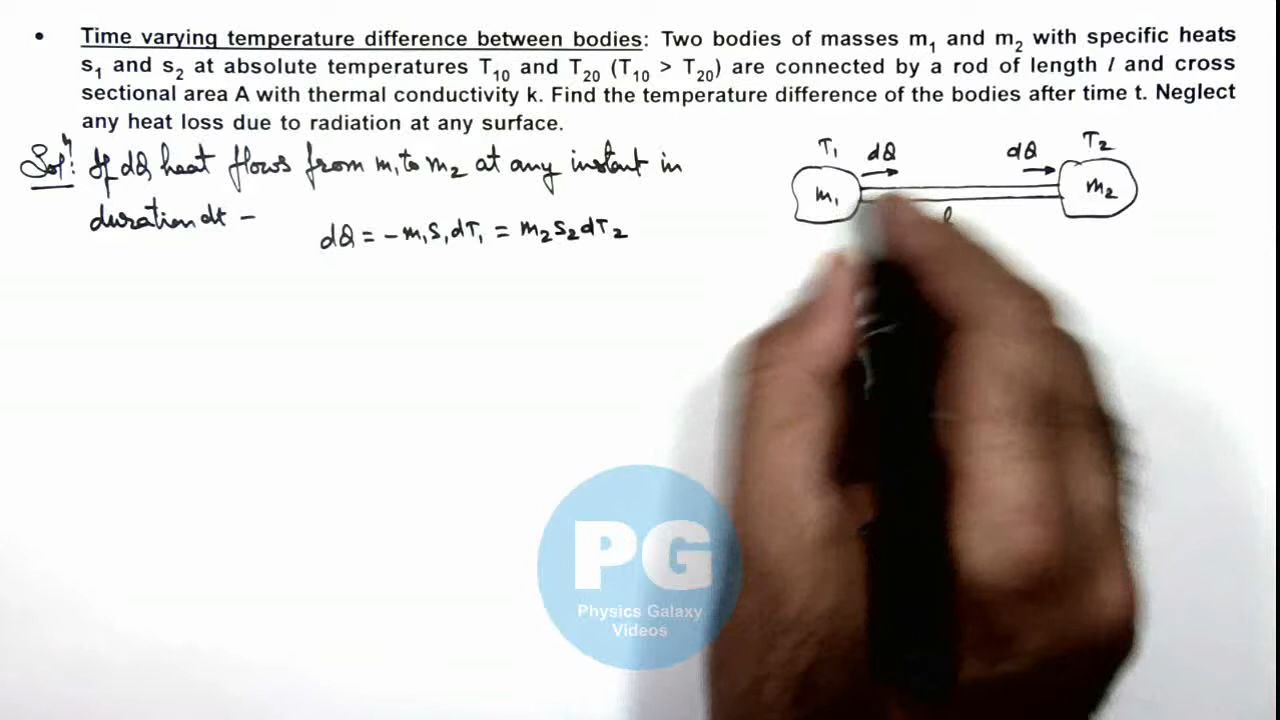 • Time varying temperature difference between bodies: Two bodies of masses m₁ and m₂ with specific heats
s₁ and s₂ at absolute temperatures T₁₀ and T₂₀ (T₁₀ > T₂₀) are connected by a rod of length l and cross
sectional area A with thermal conductivity k. Find the temperature difference of the bodies after time t. Neglect
any heat loss due to radiation at any surface.
Solⁿ: If dQ heat flows from m₁ to m₂ at any instant in
duration dt –
dQ = -m₁s₁dT₁ = m₂s₂dT₂
T₁ dQ dQ T₂
m₁ m₂
l
PG
Physics Galaxy
Videos